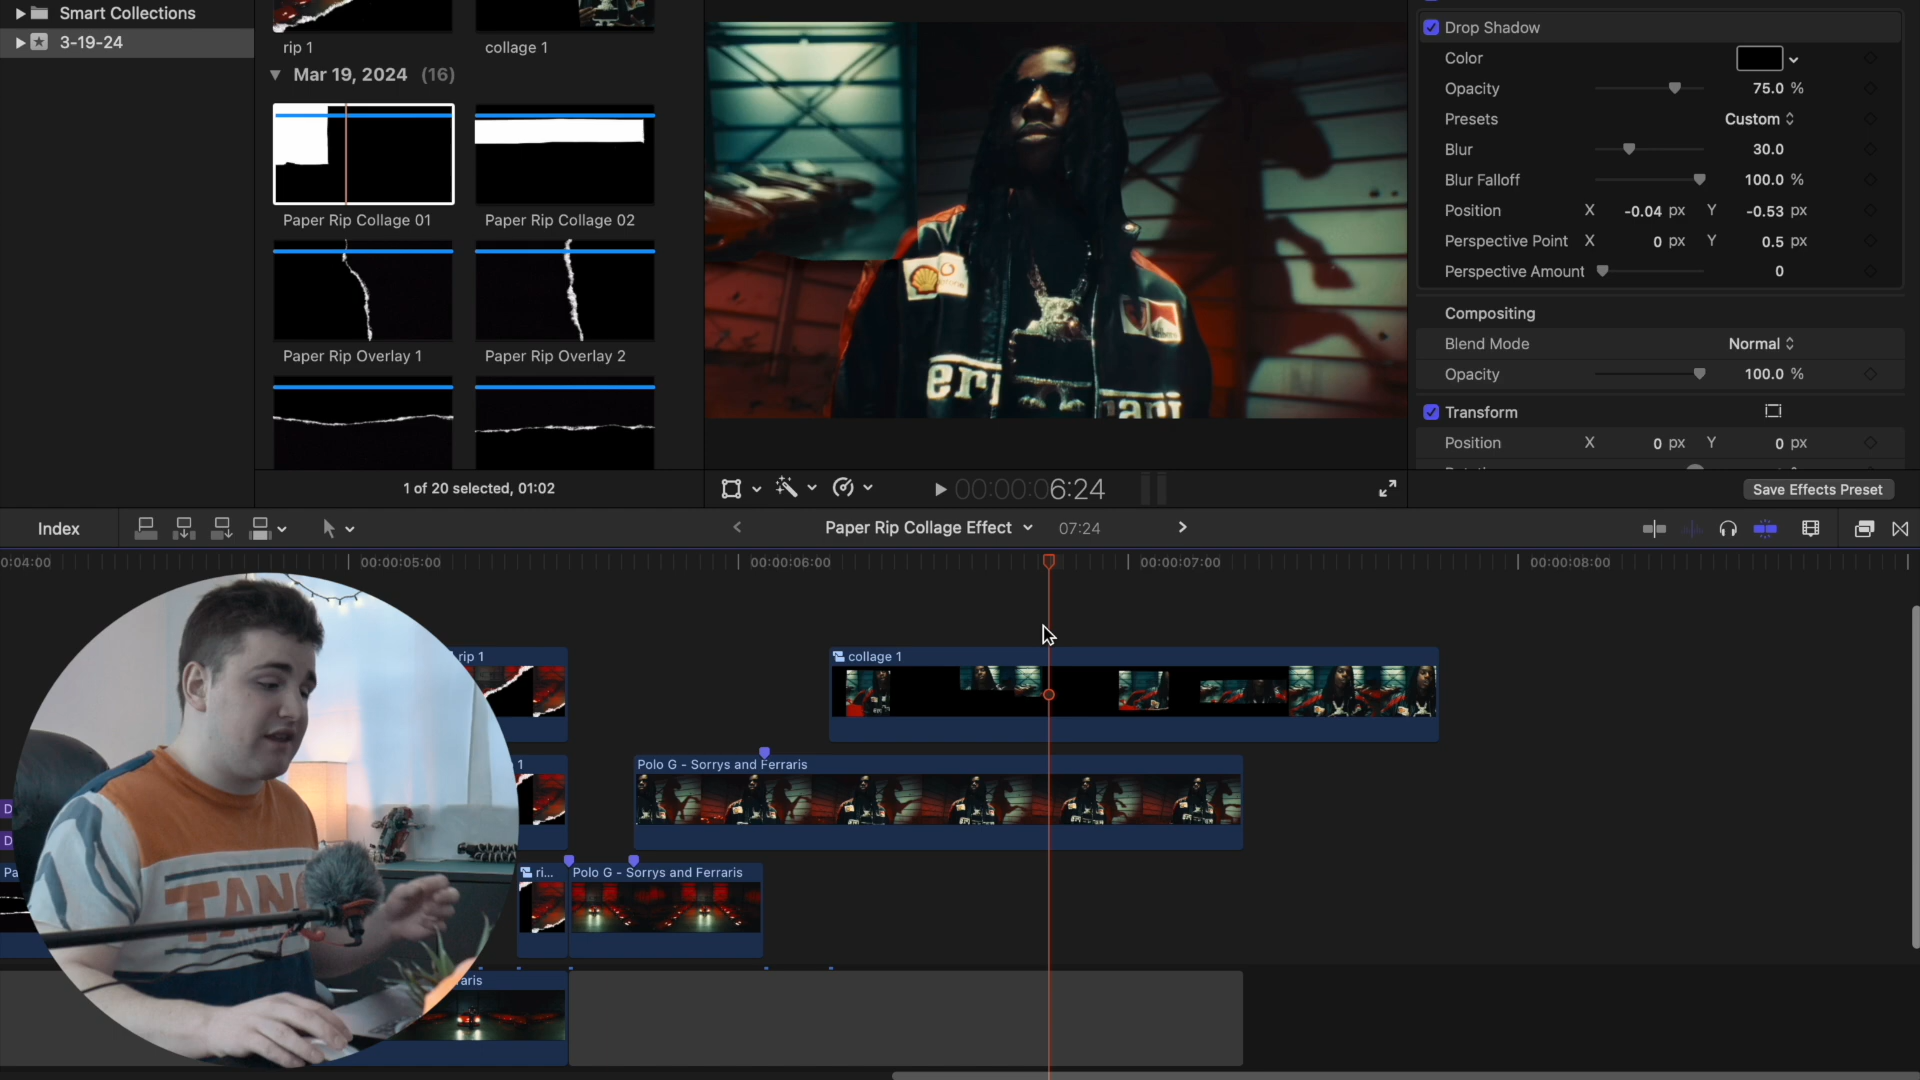 Smart Collections
3-19-24
rip 1
collage 1
Mar 19, 2024 (16)
Paper Rip Collage 01
Paper Rip Collage 02
Paper Rip Overlay 1
Paper Rip Overlay 2
1 of 20 selected, 01:02
00:00:06:24
Drop Shadow
Color
Opacity 75.0 %
Presets Custom
Blur 30.0
Blur Falloff 100.0 %
Position X -0.04 px Y -0.53 px
Perspective Point X 0 px Y 0.5 px
Perspective Amount 0
Compositing
Blend Mode Normal
Opacity 100.0 %
Transform
Position X 0 px Y 0 px
Save Effects Preset
Index
Paper Rip Collage Effect 07:24
0:04:00
00:00:05:00
00:00:06:00
00:00:07:00
00:00:08:00
rip 1
collage 1
1
Polo G - Sorrys and Ferraris
D
D
Pa
ri...
Polo G - Sorrys and Ferraris
aris
TANG